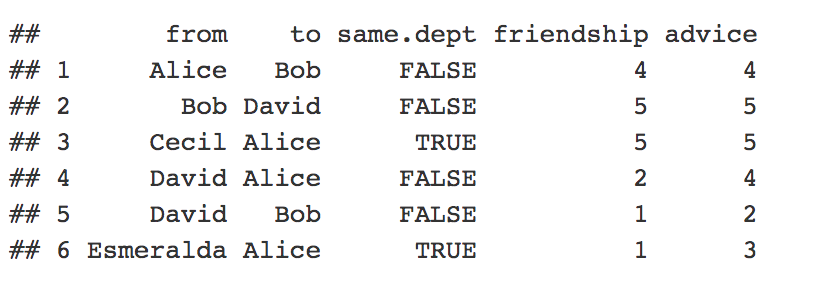 ##        from    to same.dept friendship advice
## 1     Alice   Bob     FALSE          4      4
## 2       Bob David     FALSE          5      5
## 3     Cecil Alice      TRUE          5      5
## 4     David Alice     FALSE          2      4
## 5     David   Bob     FALSE          1      2
## 6 Esmeralda Alice      TRUE          1      3